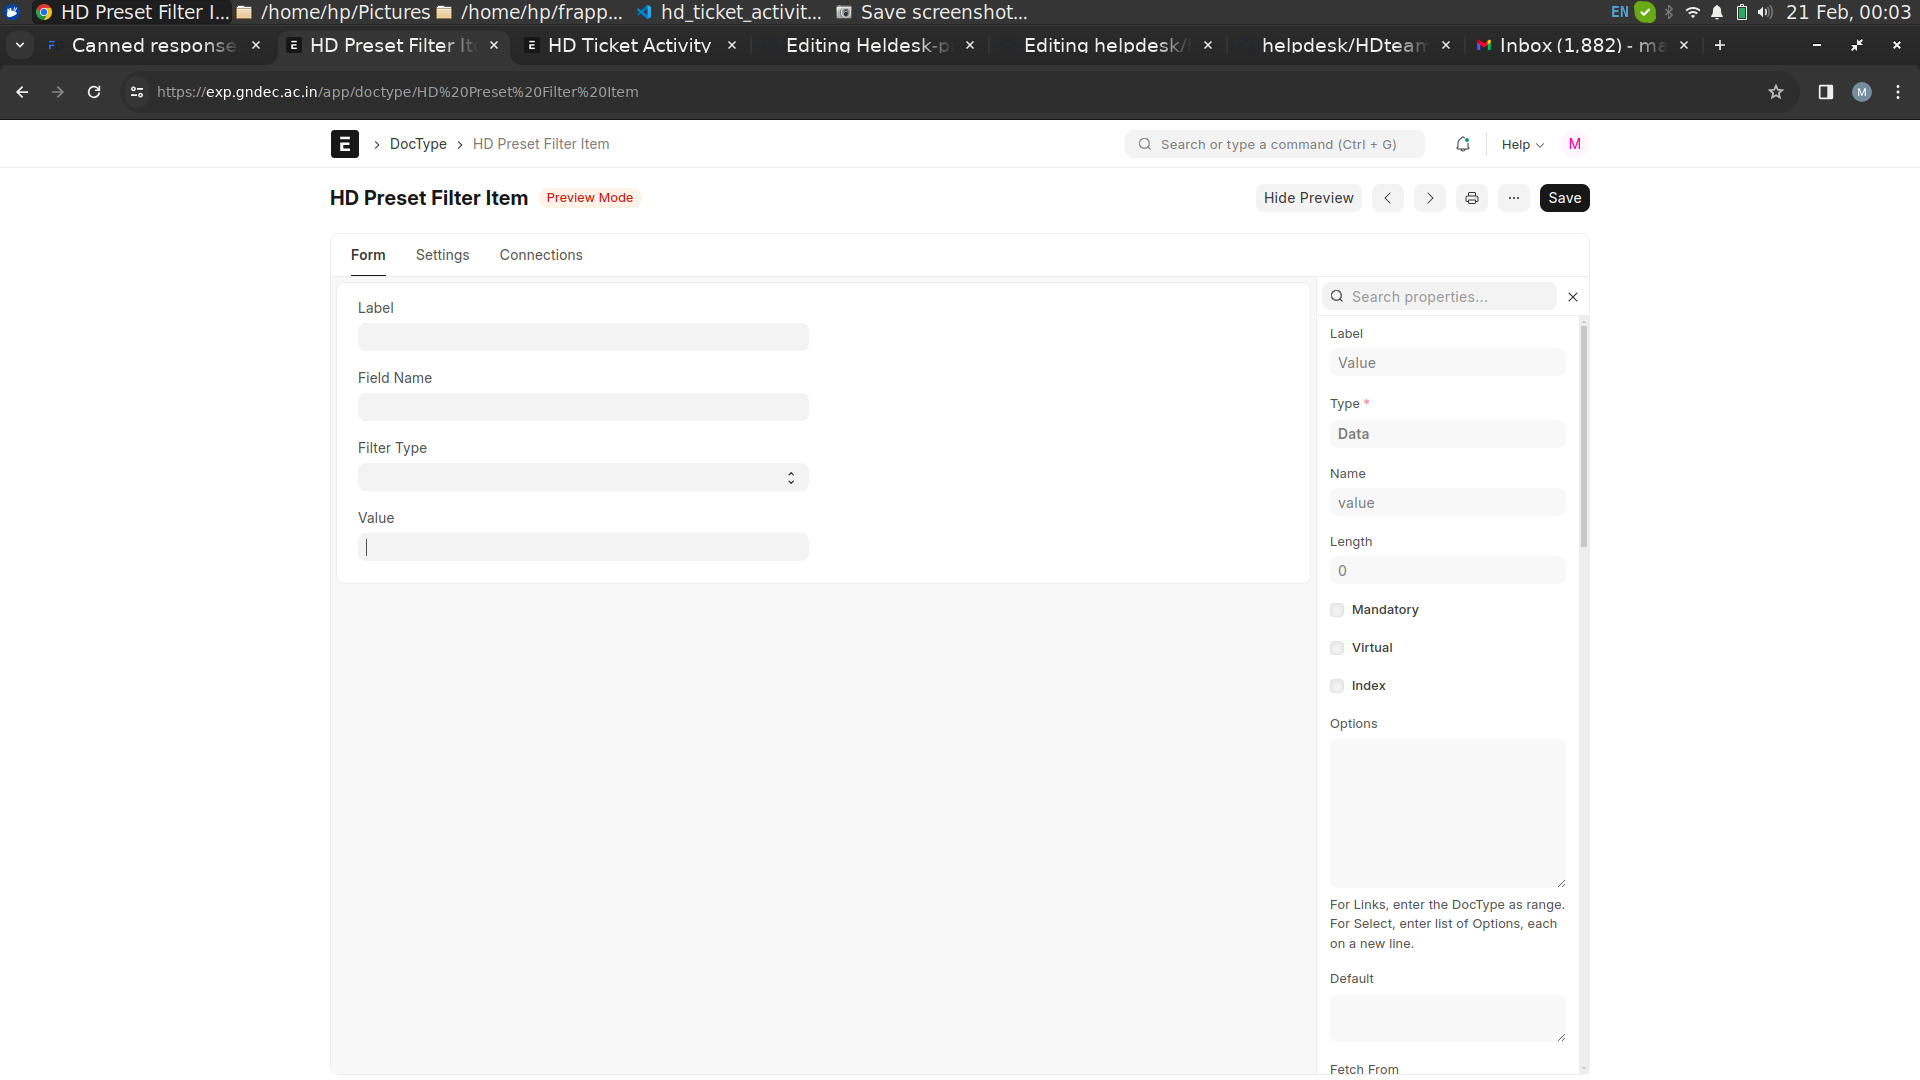 HD Preset Filter I... /home/hp/Pictures /home/hp/frapp... hd_ticket_activit... Save screenshot... EN 21 Feb, 00:03
Canned response HD Preset Filter It HD Ticket Activity Editing Heldesk-p Editing helpdesk/ helpdesk/HDteam Inbox (1,882) - ma
https://exp.gndec.ac.in/app/doctype/HD%20Preset%20Filter%20Item M
E DocType HD Preset Filter Item Search or type a command (Ctrl + G) Help M
HD Preset Filter Item Preview Mode Hide Preview ... Save
Form Settings Connections
Label
Field Name
Filter Type
Value
Search properties...
Label
Value
Type *
Data
Name
value
Length
0
Mandatory
Virtual
Index
Options
For Links, enter the DocType as range.
For Select, enter list of Options, each
on a new line.
Default
Fetch From